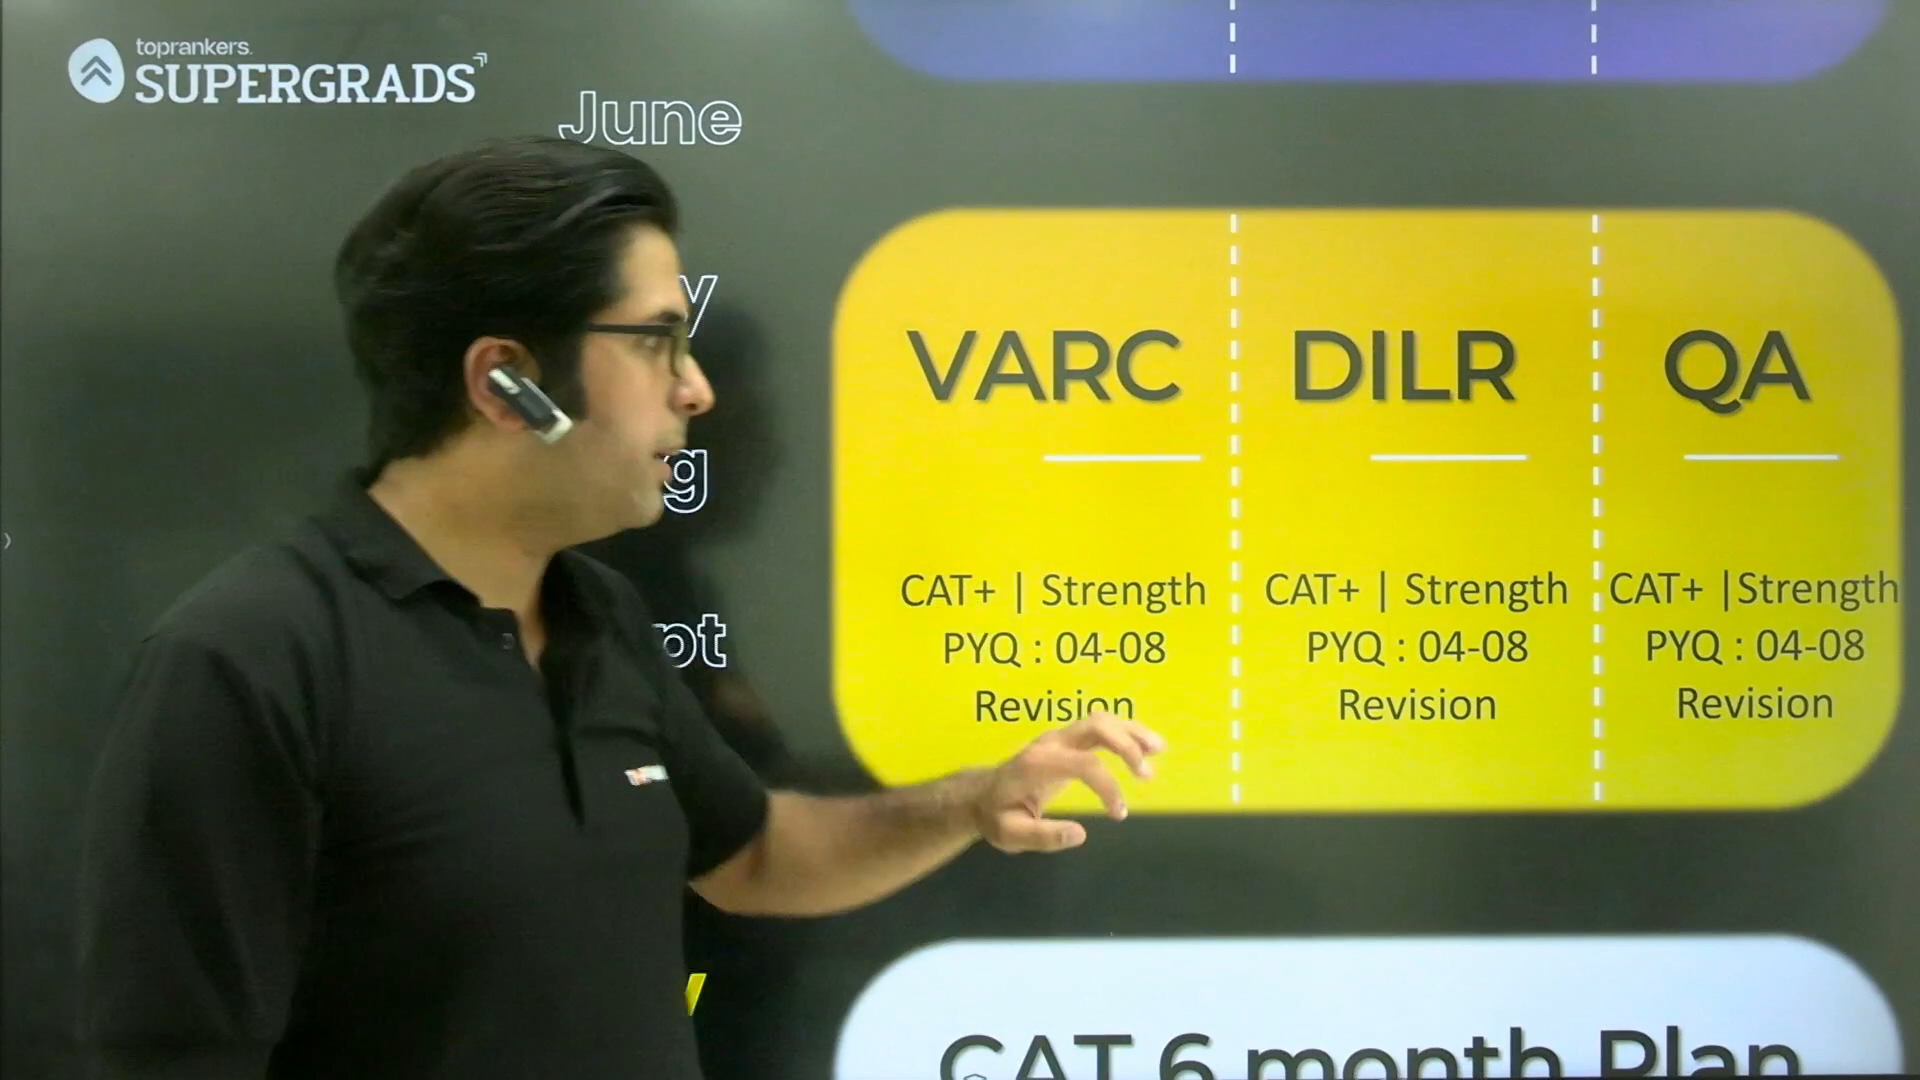 toprankers.
SUPERGRADS
June
VARC
DILR
QA
CAT+ | Strength
PYQ : 04-08
Revision
CAT+ | Strength
PYQ : 04-08
Revision
CAT+ |Strength
PYQ : 04-08
Revision
CAT 6 month Plan